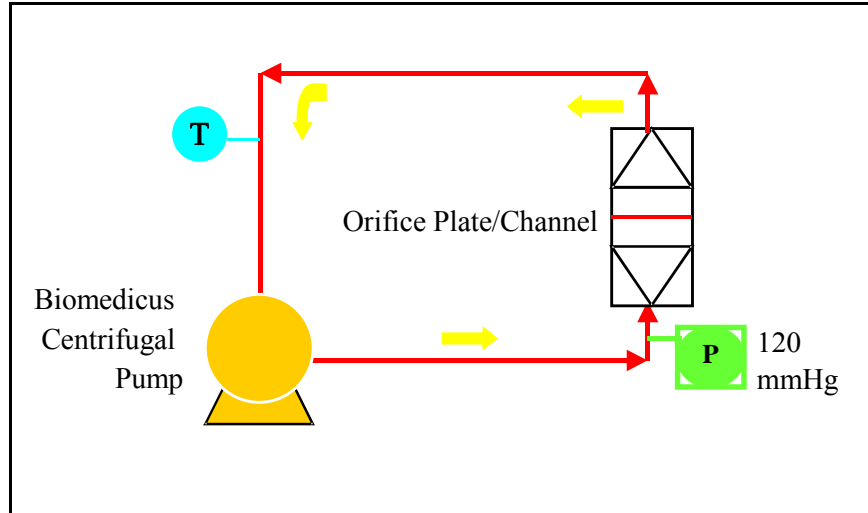 T
Orifice Plate/Channel
Biomedicus
Centrifugal
Pump
P
120
mmHg